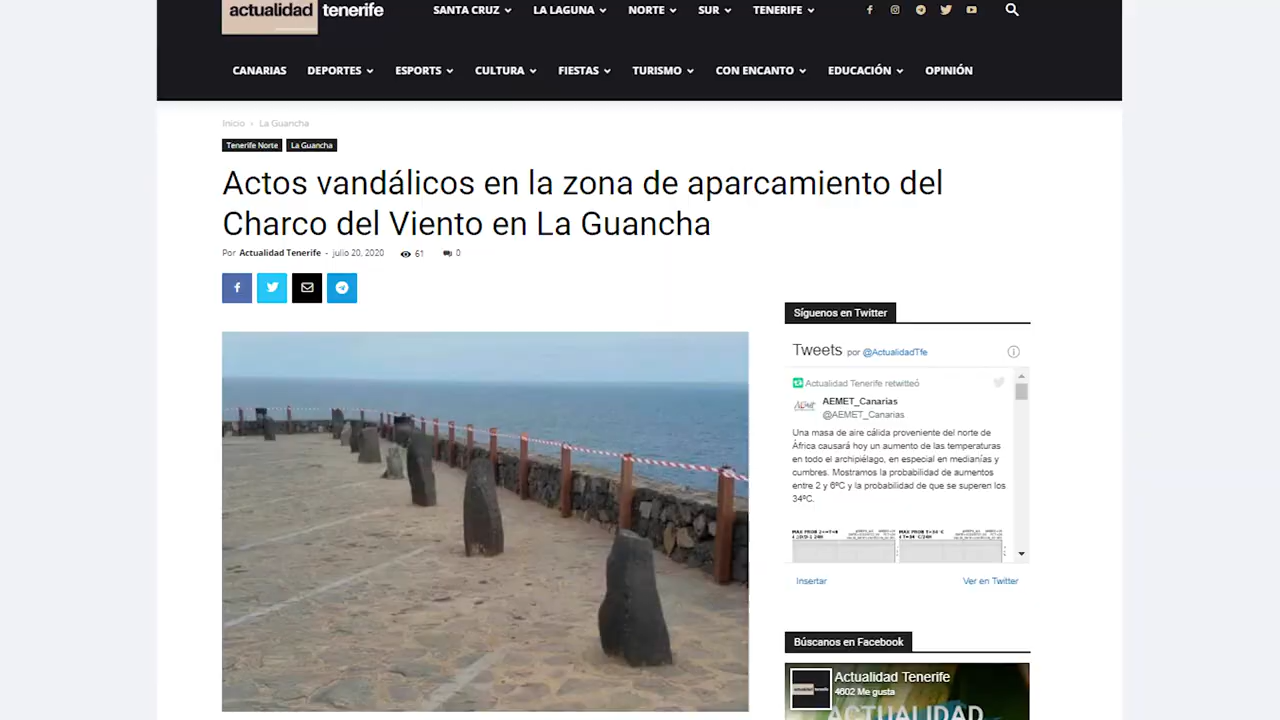 actualidad tenerife
SANTA CRUZ LA LAGUNA NORTE SUR TENERIFE
CANARIAS DEPORTES ESPORTS CULTURA FIESTAS TURISMO CON ENCANTO EDUCACIÓN OPINIÓN
Inicio › La Guancha
Tenerife Norte La Guancha
Actos vandálicos en la zona de aparcamiento del
Charco del Viento en La Guancha
Por Actualidad Tenerife - julio 20, 2020 61 0
Síguenos en Twitter
Tweets por @ActualidadTfe
Actualidad Tenerife retwitteó
AEMET_Canarias
@AEMET_Canarias
Una masa de aire cálida proveniente del norte de
África causará hoy un aumento de las temperaturas
en todo el archipiélago, en especial en medianías y
cumbres. Mostramos la probabilidad de aumentos
entre 2 y 6ºC y la probabilidad de que se superen los
34ºC.
Insertar Ver en Twitter
Búscanos en Facebook
Actualidad Tenerife
4602 Me gusta
ACTUALIDAD